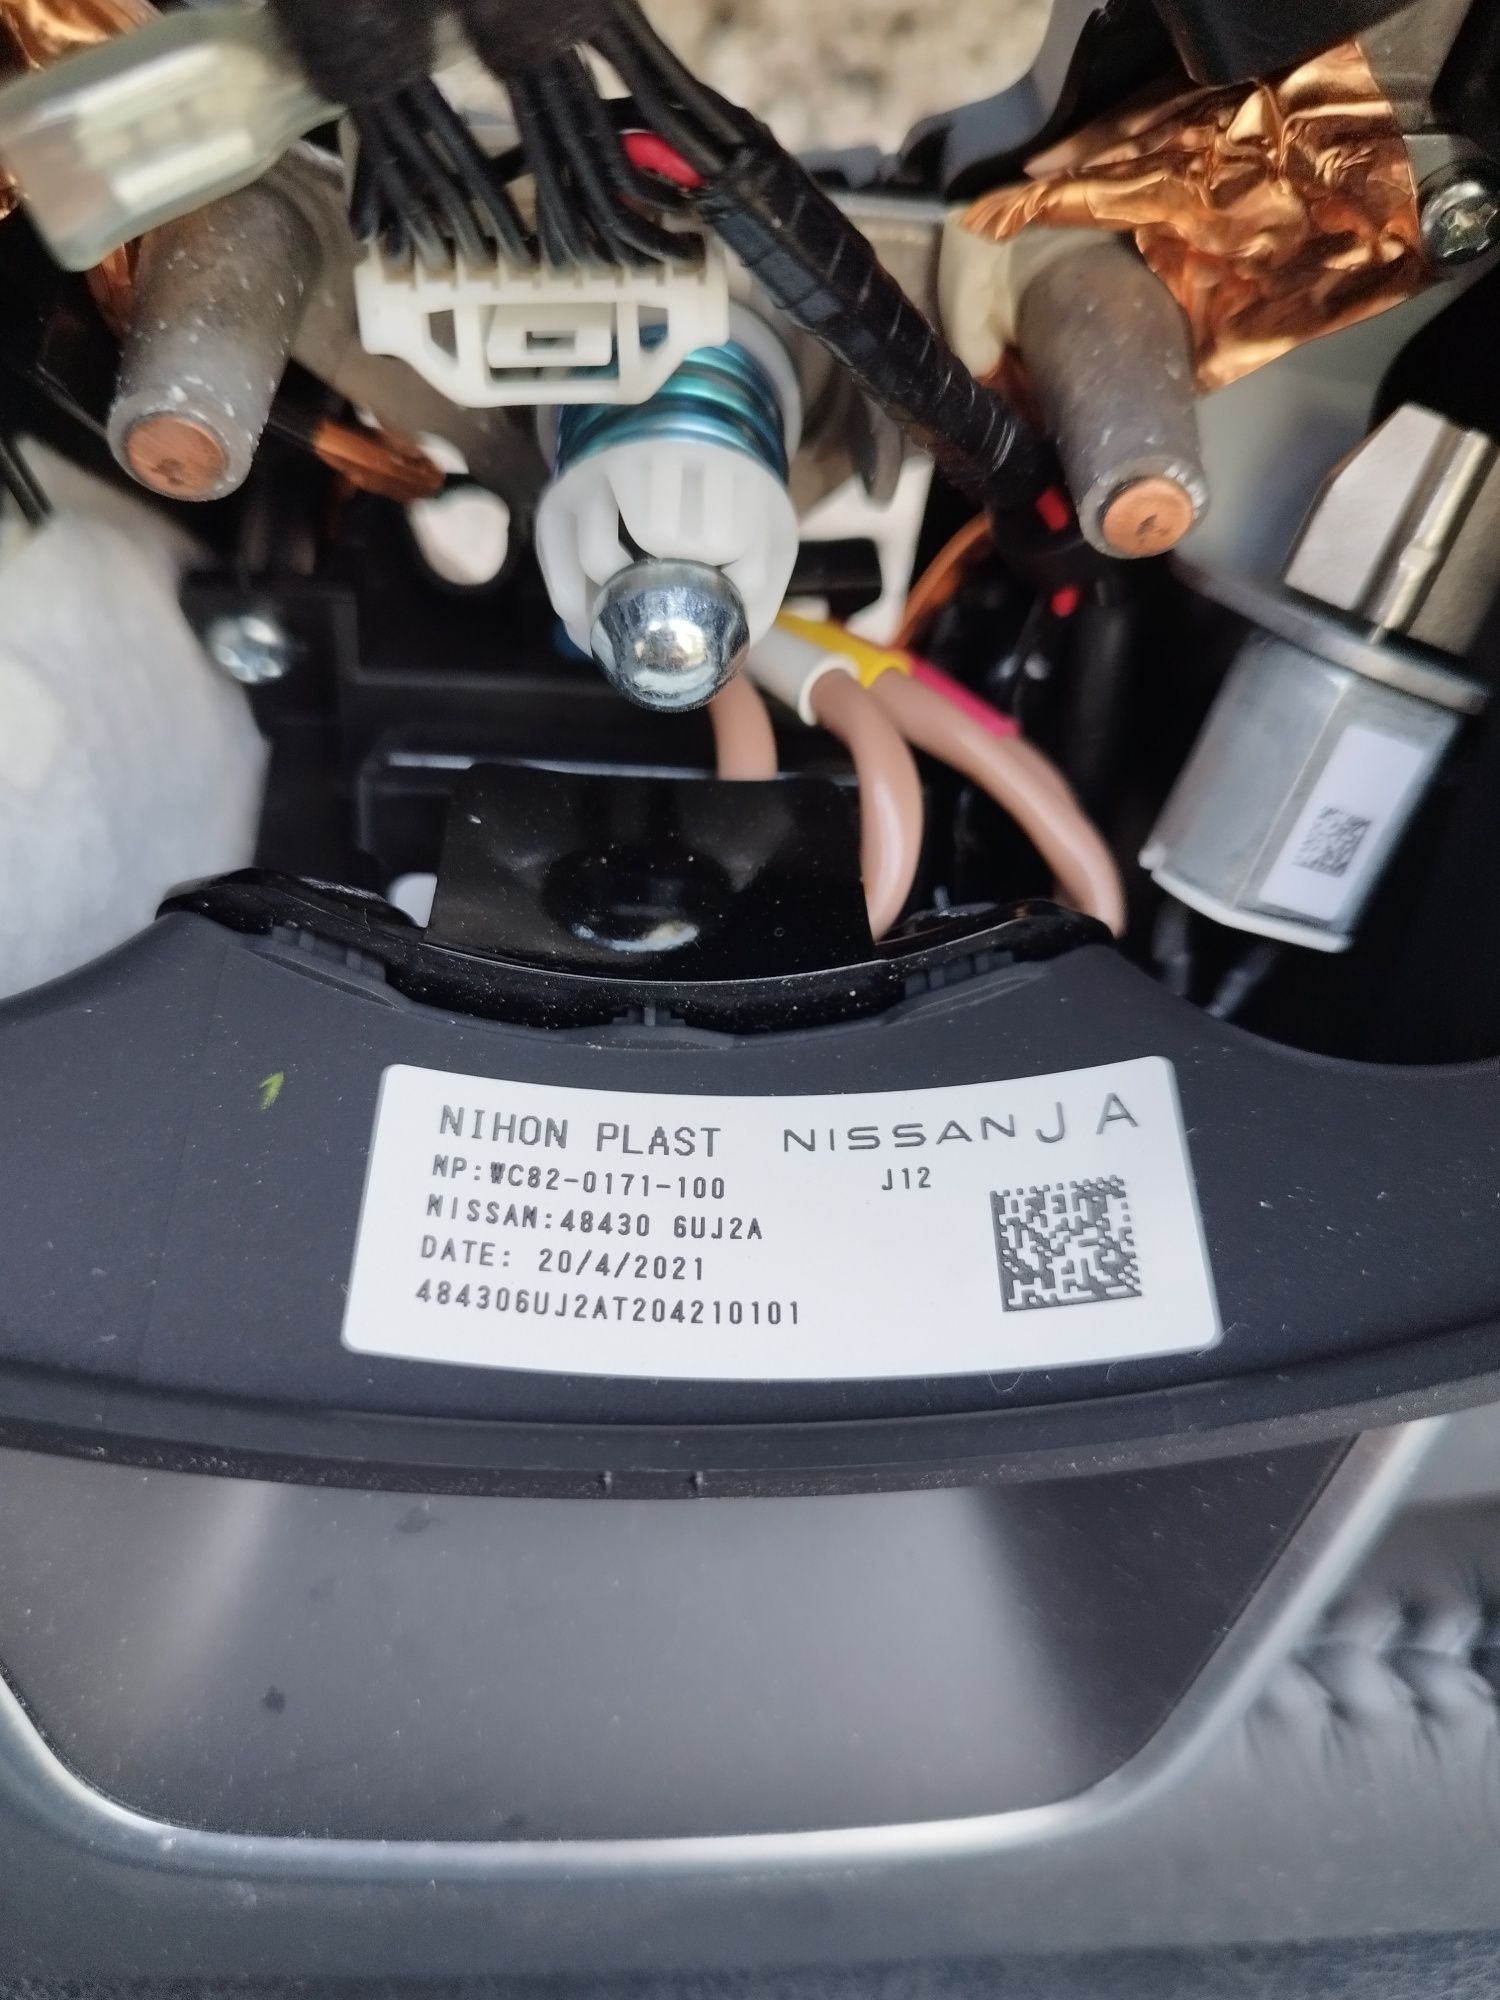 NIHON PLAST NISSAN J A
NP:WC82-0171-100 J12
NISSAN:48430 6UJ2A
DATE: 20/4/2021
484306UJ2AT204210101